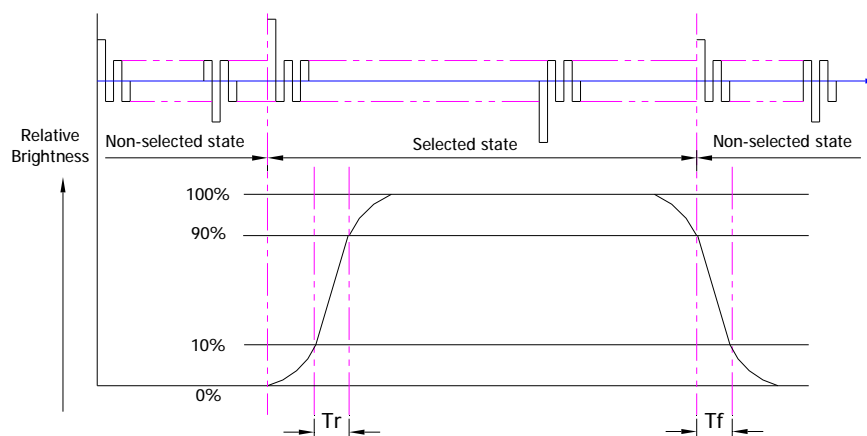 Relative
Brightness
Non-selected state
Selected state
Non-selected state
100%
90%
10%
0%
Tr
Tf